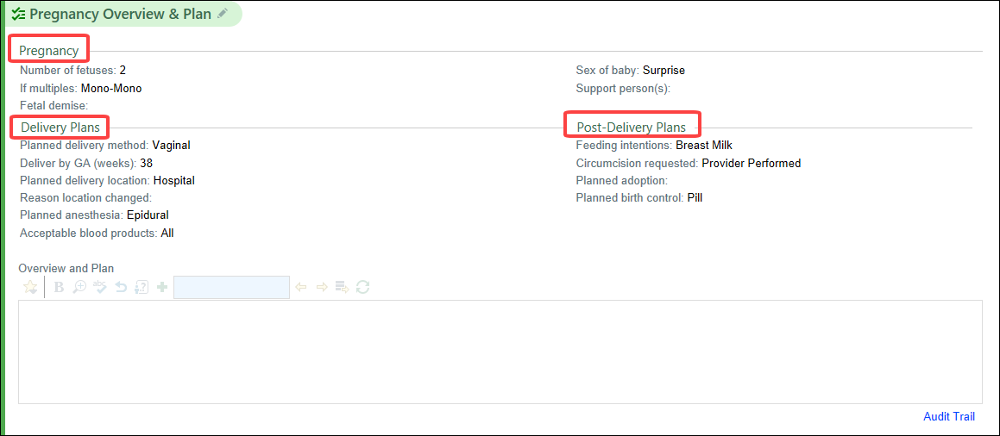 Pregnancy Overview & Plan
Pregnancy
Number of fetuses: 2
If multiples: Mono-Mono
Fetal demise:
Sex of baby: Surprise
Support person(s):
Delivery Plans
Planned delivery method: Vaginal
Deliver by GA (weeks): 38
Planned delivery location: Hospital
Reason location changed:
Planned anesthesia: Epidural
Acceptable blood products: All
Post-Delivery Plans
Feeding intentions: Breast Milk
Circumcision requested: Provider Performed
Planned adoption:
Planned birth control: Pill
Overview and Plan
B abc ?
Audit Trail